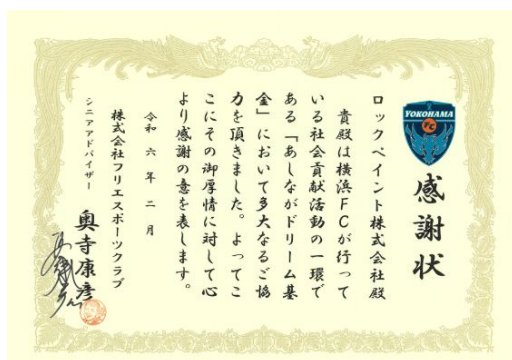 YOKOHAMA
FC
感謝状
ロックペイント株式会社殿
貴殿は横浜FCが行って
いる社会貢献活動の一環で
ある「あしながドリーム基
金」において多大なるご協
力を頂きました。よってこ
こにその御厚情に対して心
より感謝の意を表します。
令和六年二月
株式会社フリエスポーツクラブ
シニアアドバイザー
奥寺康彦